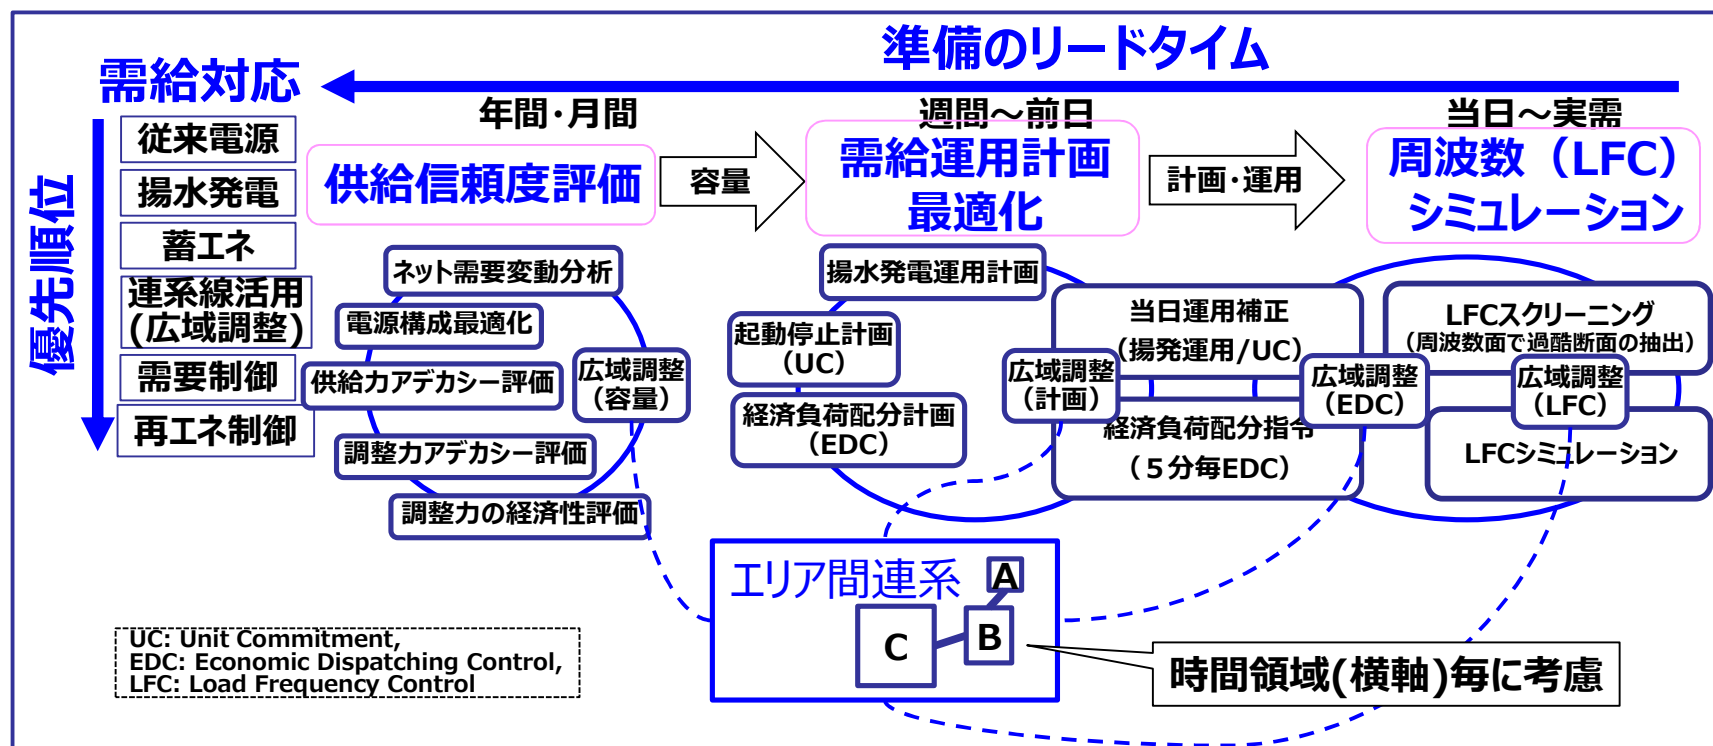 準備のリードタイム
需給対応
優先順位
従来電源
揚水発電
蓄エネ
連系線活用
(広域調整)
需要制御
再エネ制御
年間・月間
供給信頼度評価
容量
週間～前日
需給運用計画
最適化
計画・運用
当日～実需
周波数（LFC）
シミュレーション
ネット需要変動分析
電源構成最適化
供給力アデカシー評価
調整力アデカシー評価
調整力の経済性評価
広域調整
（容量）
揚水発電運用計画
起動停止計画
（UC）
経済負荷配分計画
（EDC）
広域調整
（計画）
当日運用補正
（揚発運用/UC）
経済負荷配分指令
（５分毎EDC）
広域調整
（EDC）
LFCスクリーニング
（周波数面で過酷断面の抽出）
広域調整
（LFC）
LFCシミュレーション
エリア間連系
A
B
C
時間領域(横軸)毎に考慮
UC: Unit Commitment,
EDC: Economic Dispatching Control,
LFC: Load Frequency Control